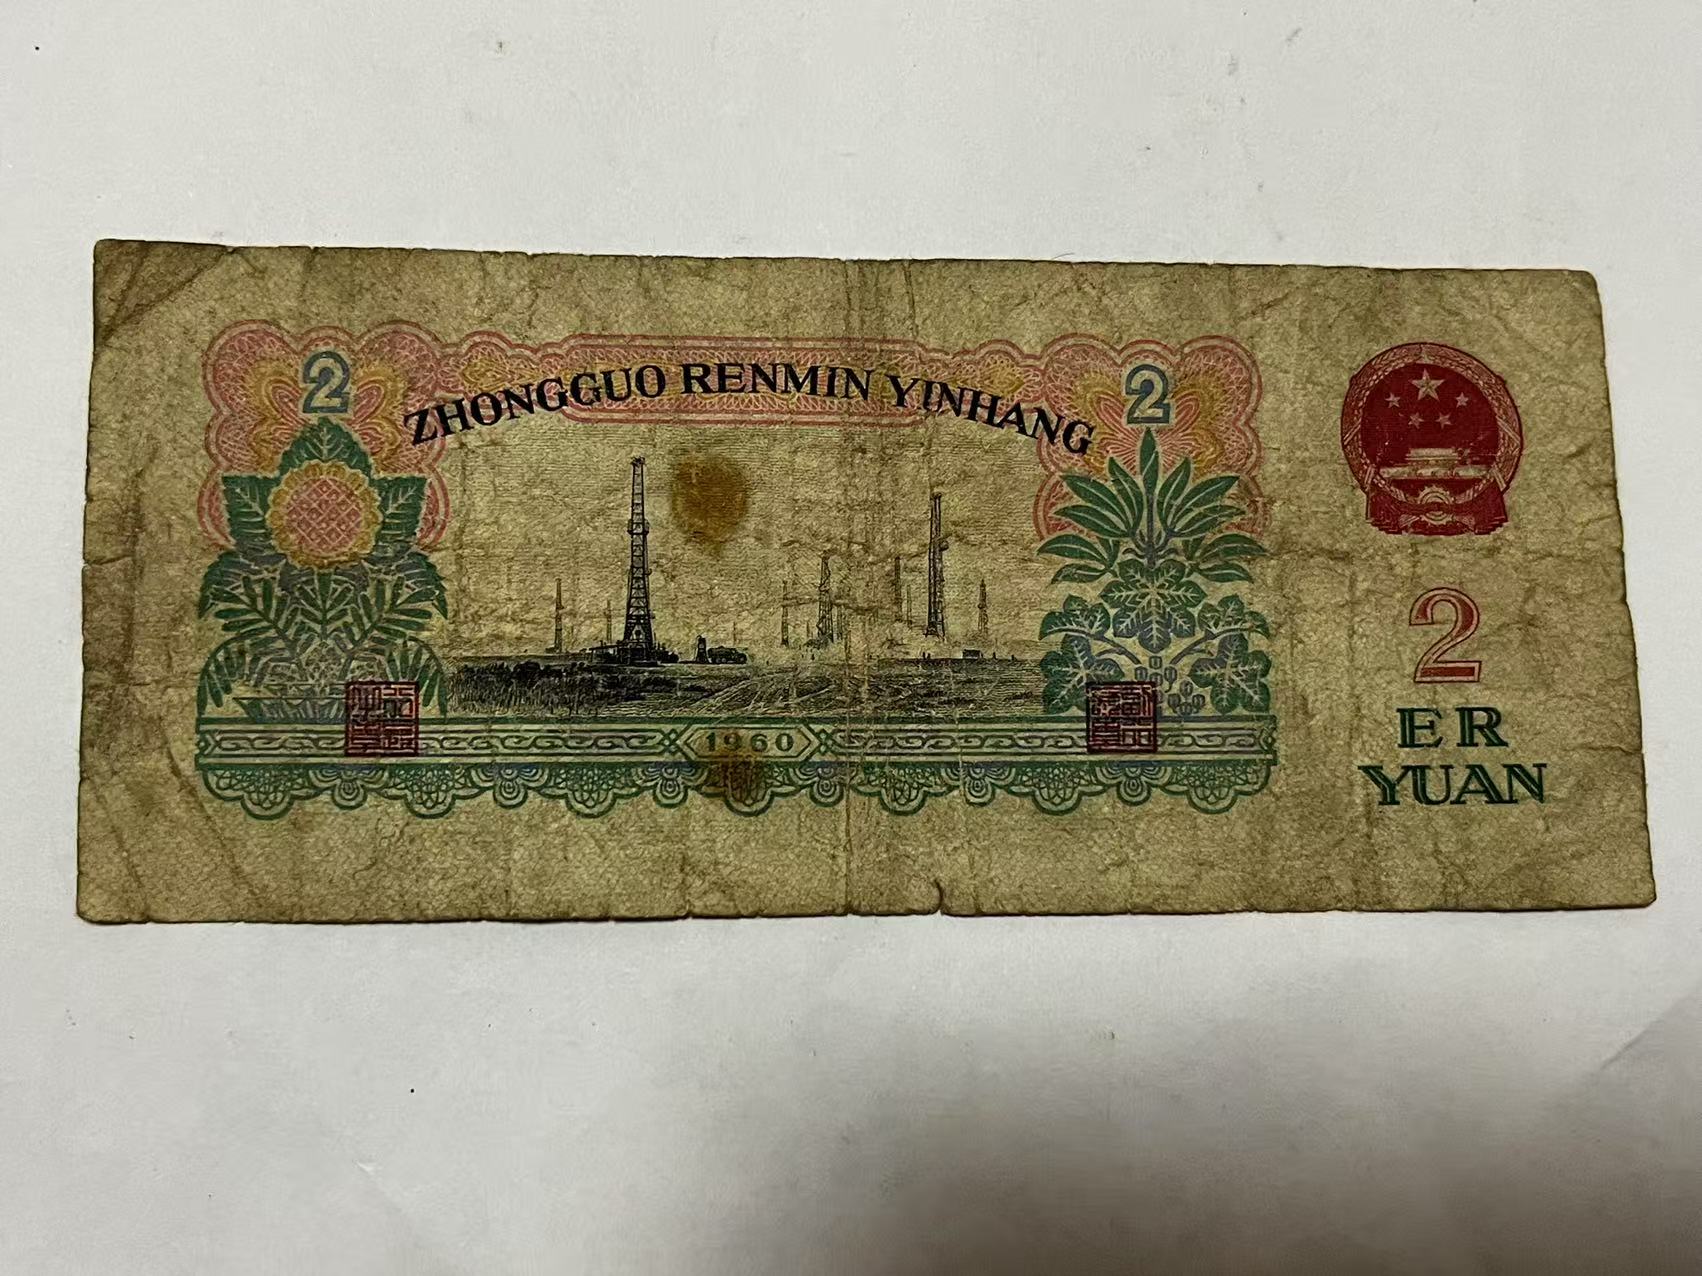 2
2
ZHONGGUO RENMIN YINHANG
2
ER
YUAN
1960